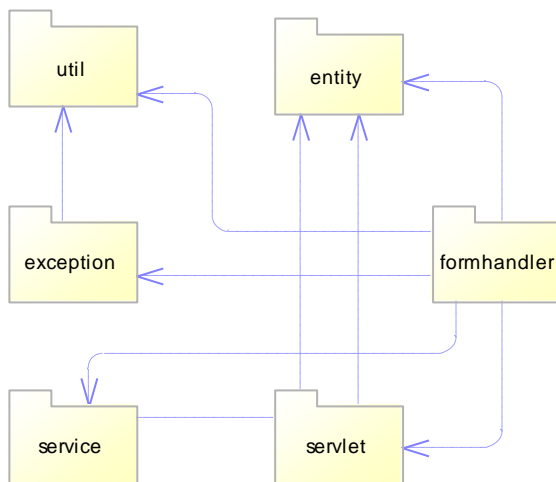 util
entity
exception
formhandler
service
servlet